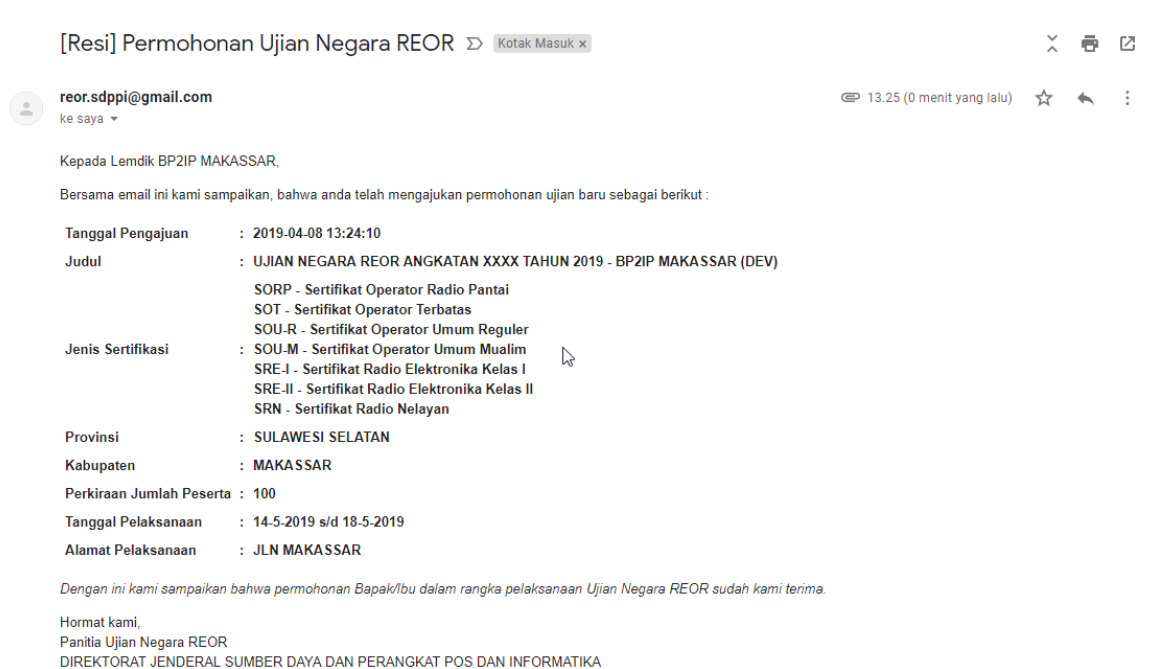 [Resi] Permohonan Ujian Negara REOR Kotak Masuk x
reor.sdppi@gmail.com 13.25 (0 menit yang lalu)
ke saya
Kepada Lemdik BP2IP MAKASSAR,
Bersama email ini kami sampaikan, bahwa anda telah mengajukan permohonan ujian baru sebagai berikut :
Tanggal Pengajuan : 2019-04-08 13:24:10
Judul : UJIAN NEGARA REOR ANGKATAN XXXX TAHUN 2019 - BP2IP MAKASSAR (DEV)
SORP - Sertifikat Operator Radio Pantai
SOT - Sertifikat Operator Terbatas
SOU-R - Sertifikat Operator Umum Reguler
Jenis Sertifikasi : SOU-M - Sertifikat Operator Umum Mualim
SRE-I - Sertifikat Radio Elektronika Kelas I
SRE-II - Sertifikat Radio Elektronika Kelas II
SRN - Sertifikat Radio Nelayan
Provinsi : SULAWESI SELATAN
Kabupaten : MAKASSAR
Perkiraan Jumlah Peserta : 100
Tanggal Pelaksanaan : 14-5-2019 s/d 18-5-2019
Alamat Pelaksanaan : JLN MAKASSAR
Dengan ini kami sampaikan bahwa permohonan Bapak/Ibu dalam rangka pelaksanaan Ujian Negara REOR sudah kami terima.
Hormat kami,
Panitia Ujian Negara REOR
DIREKTORAT JENDERAL SUMBER DAYA DAN PERANGKAT POS DAN INFORMATIKA